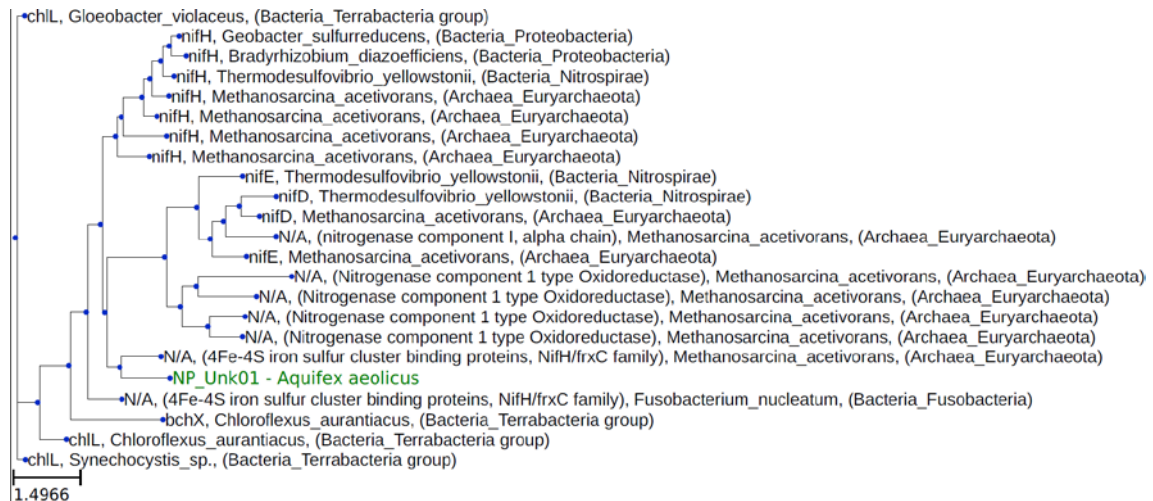 chlL, Gloeobacter_violaceus, (Bacteria_Terrabacteria group)
nifH, Geobacter_sulfurreducens, (Bacteria_Proteobacteria)
nifH, Bradyrhizobium_diazoefficiens, (Bacteria_Proteobacteria)
nifH, Thermodesulfovibrio_yellowstonii, (Bacteria_Nitrospirae)
nifH, Methanosarcina_acetivorans, (Archaea_Euryarchaeota)
nifH, Methanosarcina_acetivorans, (Archaea_Euryarchaeota)
nifH, Methanosarcina_acetivorans, (Archaea_Euryarchaeota)
nifH, Methanosarcina_acetivorans, (Archaea_Euryarchaeota)
nifE, Thermodesulfovibrio_yellowstonii, (Bacteria_Nitrospirae)
nifD, Thermodesulfovibrio_yellowstonii, (Bacteria_Nitrospirae)
nifD, Methanosarcina_acetivorans, (Archaea_Euryarchaeota)
N/A, (nitrogenase component I, alpha chain), Methanosarcina_acetivorans, (Archaea_Euryarchaeota)
nifE, Methanosarcina_acetivorans, (Archaea_Euryarchaeota)
N/A, (Nitrogenase component 1 type Oxidoreductase), Methanosarcina_acetivorans, (Archaea_Euryarchaeota)
N/A, (Nitrogenase component 1 type Oxidoreductase), Methanosarcina_acetivorans, (Archaea_Euryarchaeota)
N/A, (Nitrogenase component 1 type Oxidoreductase), Methanosarcina_acetivorans, (Archaea_Euryarchaeota)
N/A, (Nitrogenase component 1 type Oxidoreductase), Methanosarcina_acetivorans, (Archaea_Euryarchaeota)
N/A, (4Fe-4S iron sulfur cluster binding proteins, NifH/frxC family), Methanosarcina_acetivorans, (Archaea_Euryarchaeota)
NP_Unk01 - Aquifex aeolicus
N/A, (4Fe-4S iron sulfur cluster binding proteins, NifH/frxC family), Fusobacterium_nucleatum, (Bacteria_Fusobacteria)
bchX, Chloroflexus_aurantiacus, (Bacteria_Terrabacteria group)
chlL, Chloroflexus_aurantiacus, (Bacteria_Terrabacteria group)
chlL, Synechocystis_sp., (Bacteria_Terrabacteria group)
1.4966